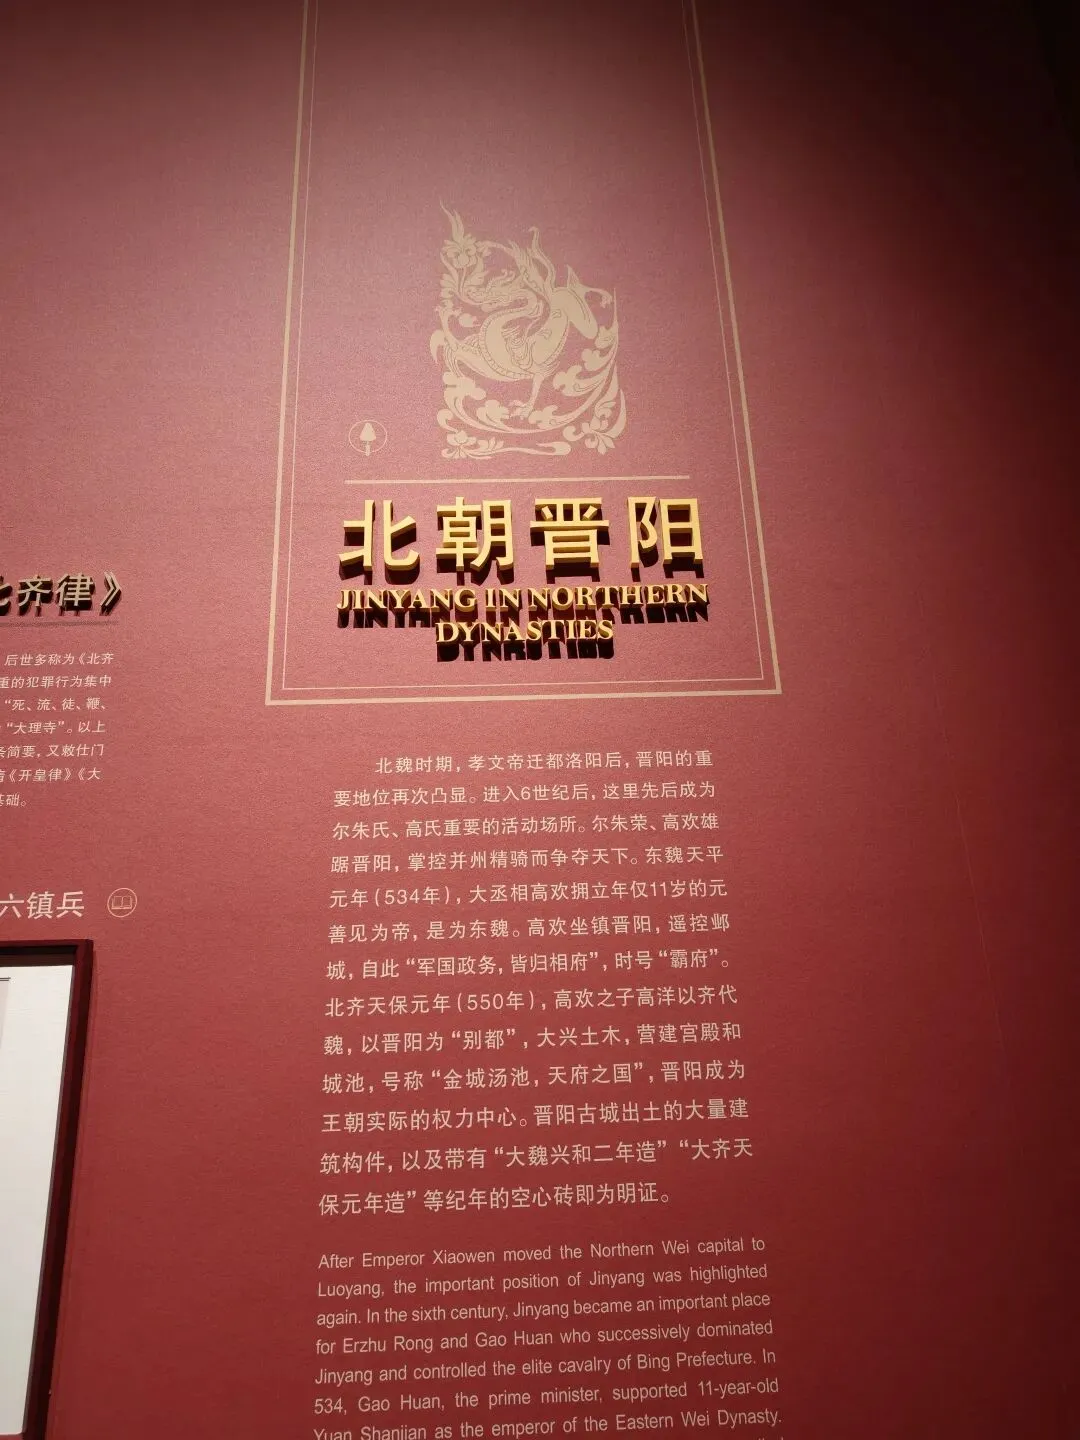 北齐律》
后世多称为《北齐
重的犯罪行为集中
“死、流、徒、鞭、
“大理寺”。以上
条简要，又敕仕门
《开皇律》《大
基础。
六镇兵
北朝晋阳
JINYANG IN NORTHERN
DYNASTIES
北魏时期，孝文帝迁都洛阳后，晋阳的重
要地位再次凸显。进入6世纪后，这里先后成为
尔朱氏、高氏重要的活动场所。尔朱荣、高欢雄
踞晋阳，掌控并州精骑而争夺天下。东魏天平
元年（534年），大丞相高欢拥立年仅11岁的元
善见为帝，是为东魏。高欢坐镇晋阳，遥控邺
城，自此“军国政务，皆归相府”，时号“霸府”。
北齐天保元年（550年），高欢之子高洋以齐代
魏，以晋阳为“别都”，大兴土木，营建宫殿和
城池，号称“金城汤池，天府之国”，晋阳成为
王朝实际的权力中心。晋阳古城出土的大量建
筑构件，以及带有“大魏兴和二年造”“大齐天
保元年造”等纪年的空心砖即为明证。
After Emperor Xiaowen moved the Northern Wei capital to
Luoyang, the important position of Jinyang was highlighted
again. In the sixth century, Jinyang became an important place
for Erzhu Rong and Gao Huan who successively dominated
Jinyang and controlled the elite cavalry of Bing Prefecture. In
534, Gao Huan, the prime minister, supported 11-year-old
Yuan Shanjian as the emperor of the Eastern Wei Dynasty.